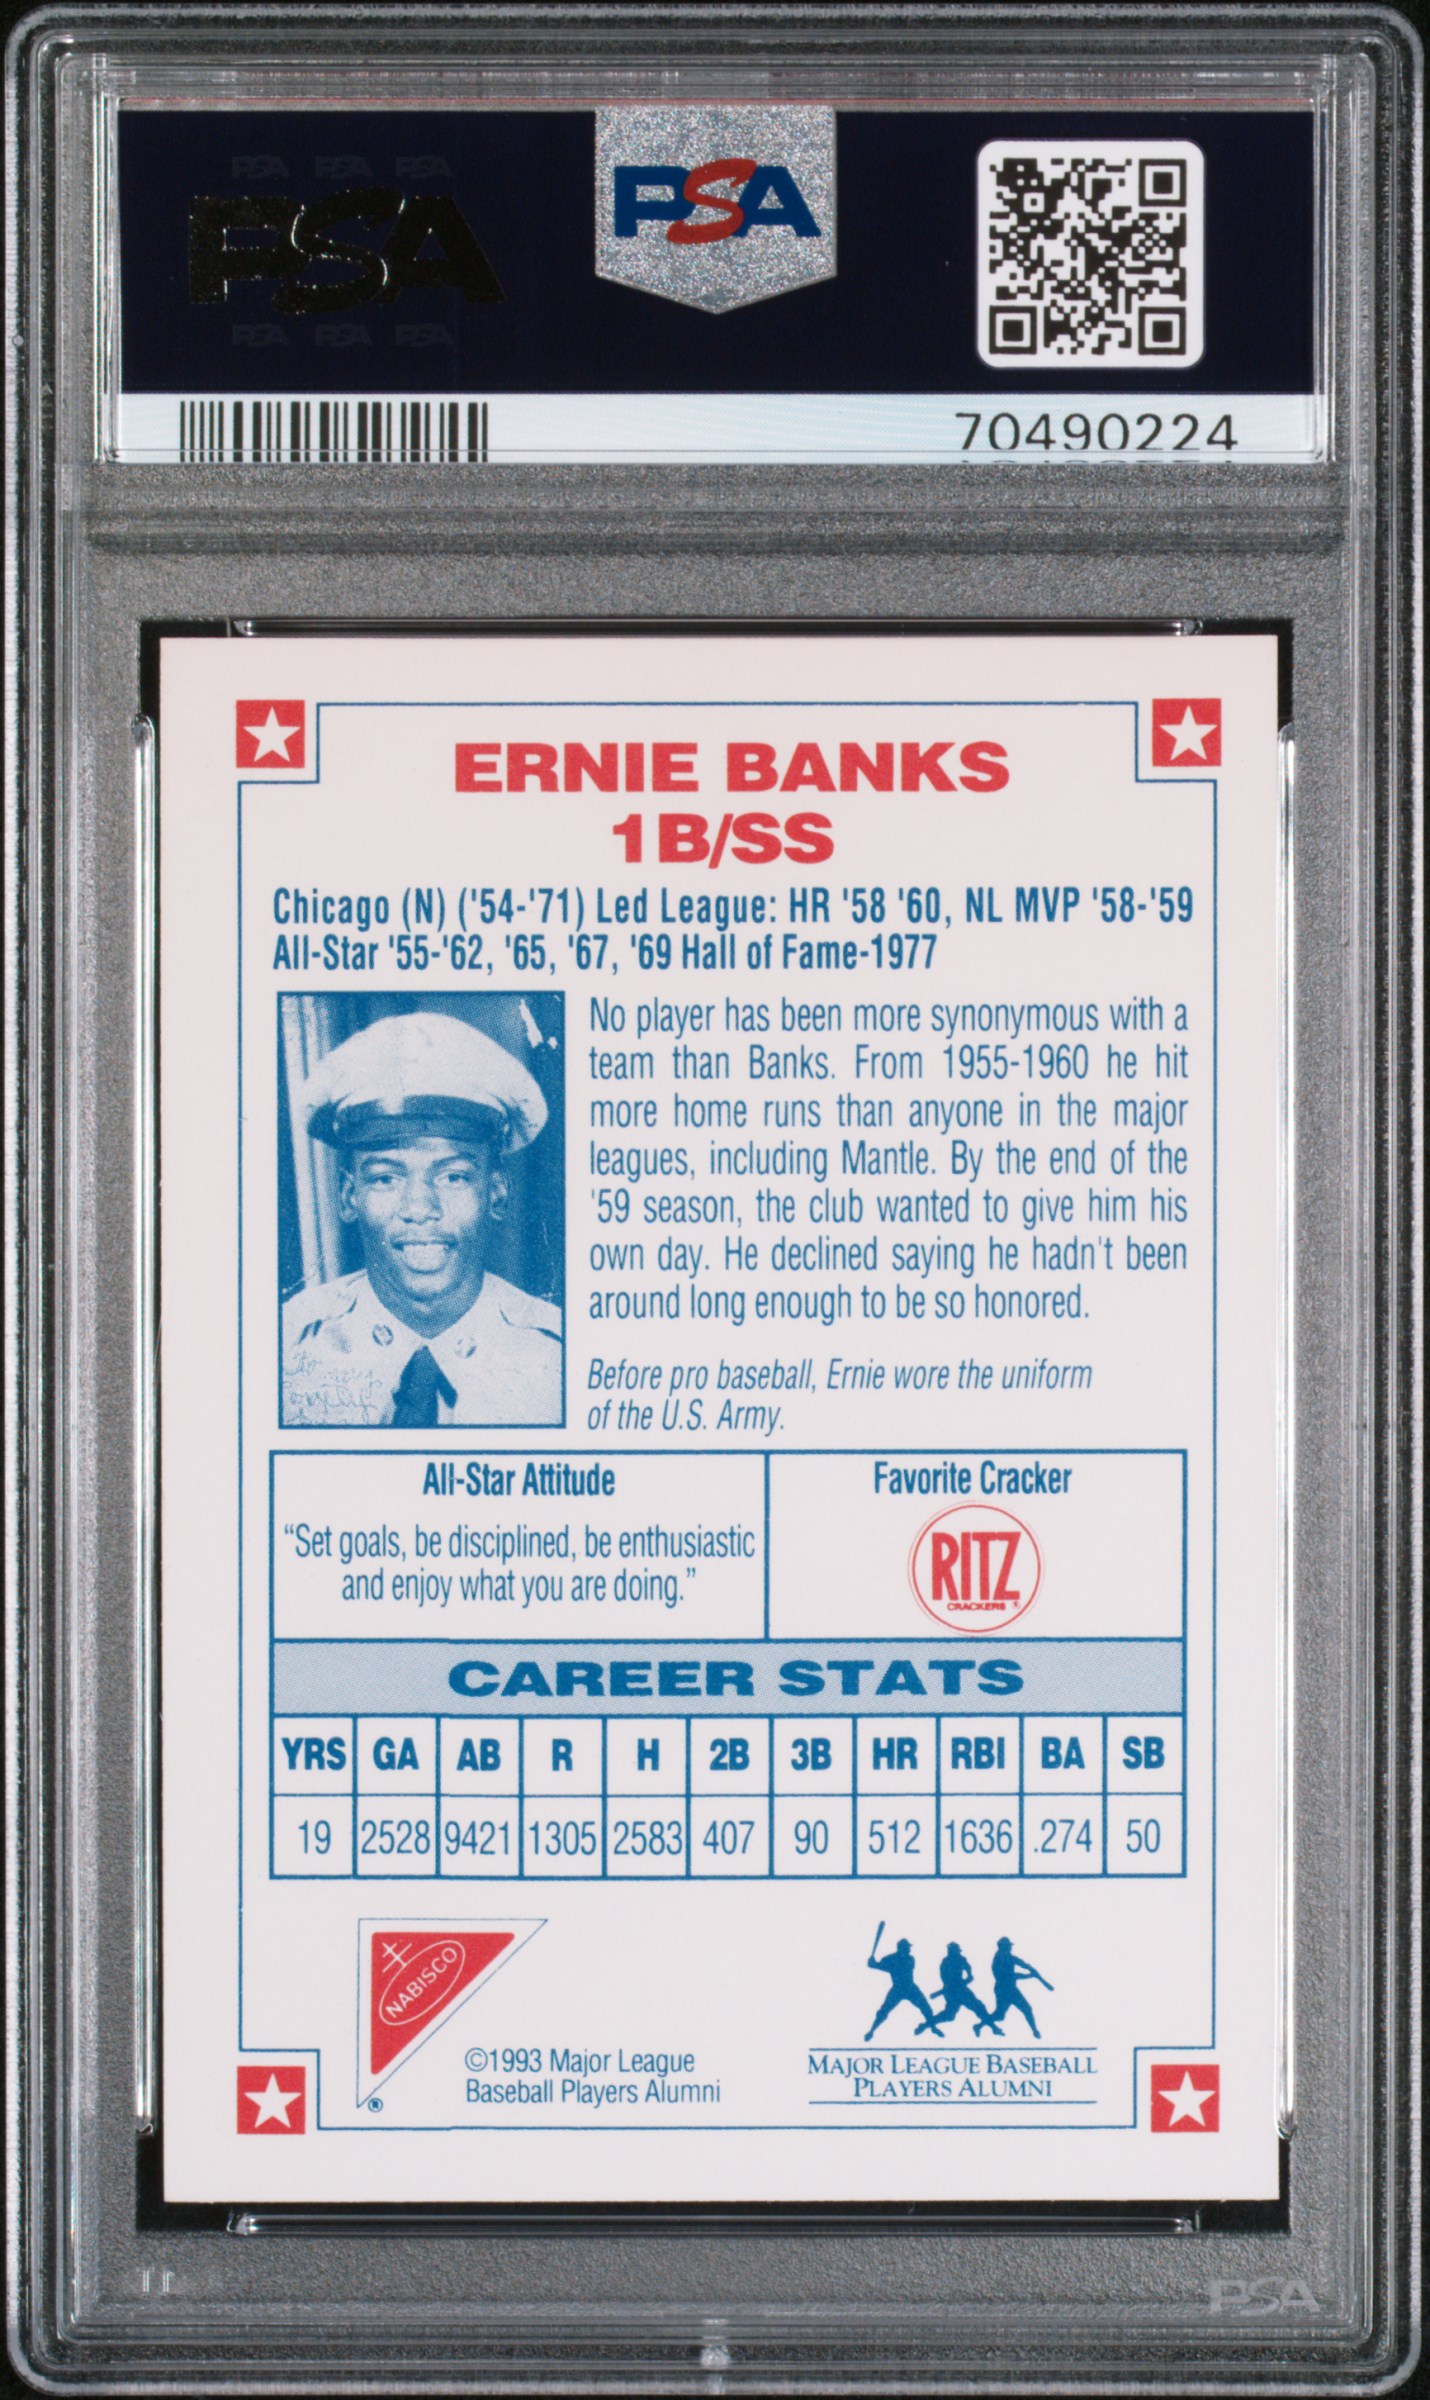 PSA PSA PSA
PSA
PSA PSA PSA
PSA
70490224
ERNIE BANKS
1B/SS
Chicago (N) ('54-'71) Led League: HR '58 '60, NL MVP '58-'59
All-Star '55-'62, '65, '67, '69 Hall of Fame-1977
No player has been more synonymous with a
team than Banks. From 1955-1960 he hit
more home runs than anyone in the major
leagues, including Mantle. By the end of the
'59 season, the club wanted to give him his
own day. He declined saying he hadn't been
around long enough to be so honored.
Before pro baseball, Ernie wore the uniform
of the U.S. Army.
All-Star Attitude
“Set goals, be disciplined, be enthusiastic
and enjoy what you are doing.”
Favorite Cracker
RITZ
CRACKERS ®
CAREER STATS
YRS GA AB R H 2B 3B HR RBI BA SB
19 2528 9421 1305 2583 407 90 512 1636 .274 50
NABISCO
®
©1993 Major League
Baseball Players Alumni
MAJOR LEAGUE BASEBALL
PLAYERS ALUMNI
PSA